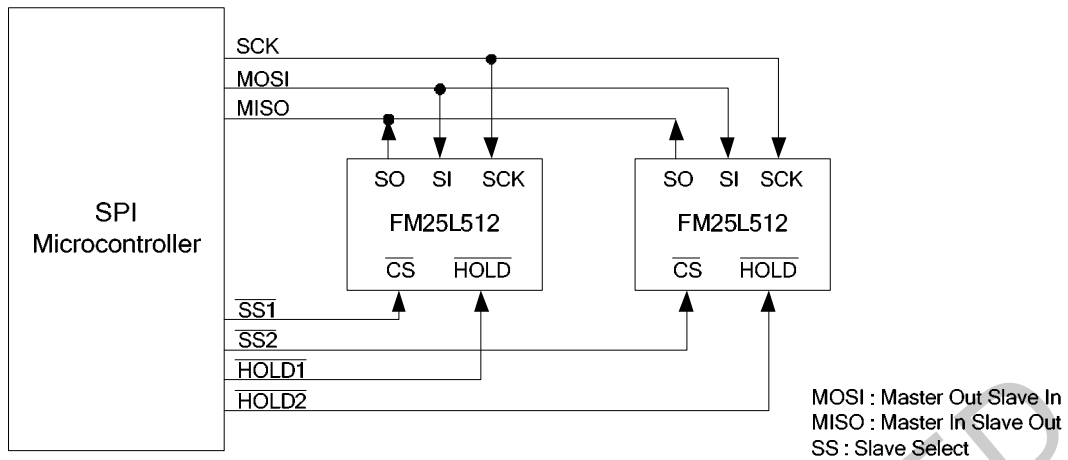 SCK
MOSI
MISO
SO SI SCK
FM25L512
CS HOLD
SO SI SCK
FM25L512
CS HOLD
SPI
Microcontroller
SS1
SS2
HOLD1
HOLD2
MOSI : Master Out Slave In
MISO : Master In Slave Out
SS : Slave Select